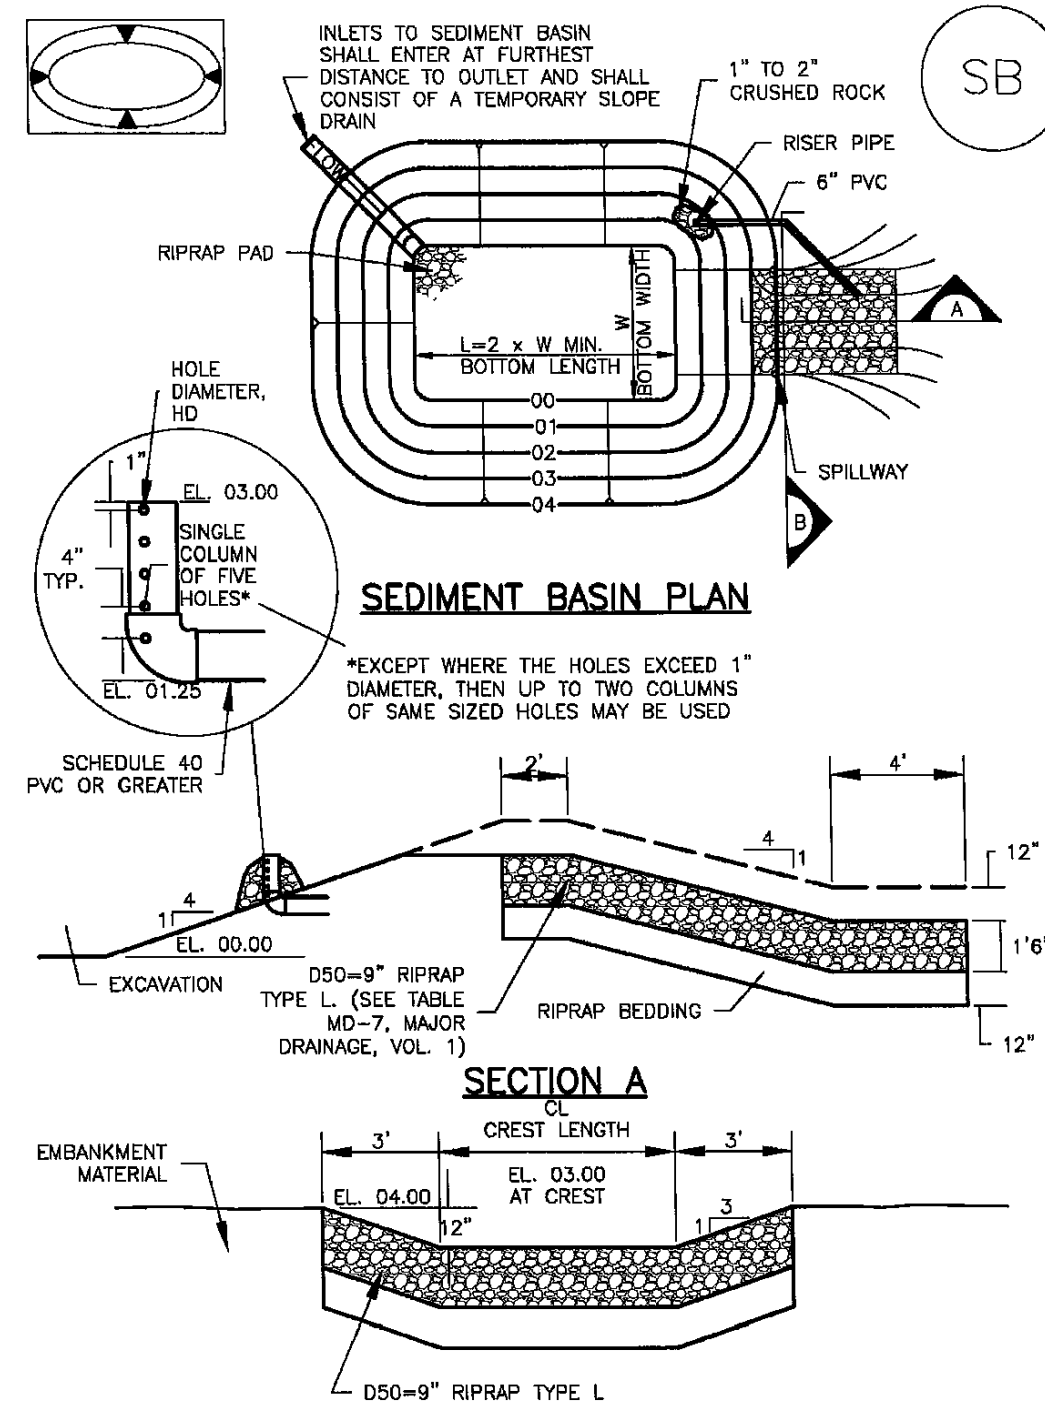 INLETS TO SEDIMENT BASIN
SHALL ENTER AT FURTHEST
DISTANCE TO OUTLET AND SHALL
CONSIST OF A TEMPORARY SLOPE
DRAIN
1" TO 2"
CRUSHED ROCK
SB
RISER PIPE
6" PVC
FLOW
RIPRAP PAD
W
BOTTOM WIDTH
A
L=2 x W MIN.
BOTTOM LENGTH
00
01
02
03
04
SPILLWAY
B
HOLE
DIAMETER,
HD
1"
EL. 03.00
SINGLE
COLUMN
OF FIVE
HOLES*
4"
TYP.
EL. 01.25
SEDIMENT BASIN PLAN
*EXCEPT WHERE THE HOLES EXCEED 1"
DIAMETER, THEN UP TO TWO COLUMNS
OF SAME SIZED HOLES MAY BE USED
SCHEDULE 40
PVC OR GREATER
2'
4'
4
1
12"
4
1
EL. 00.00
1'6"
EXCAVATION
D50=9" RIPRAP
TYPE L. (SEE TABLE
MD-7, MAJOR
DRAINAGE, VOL. 1)
RIPRAP BEDDING
12"
SECTION A
CL
CREST LENGTH
3'
3'
EMBANKMENT
MATERIAL
EL. 04.00
EL. 03.00
AT CREST
12"
3
1
D50=9" RIPRAP TYPE L